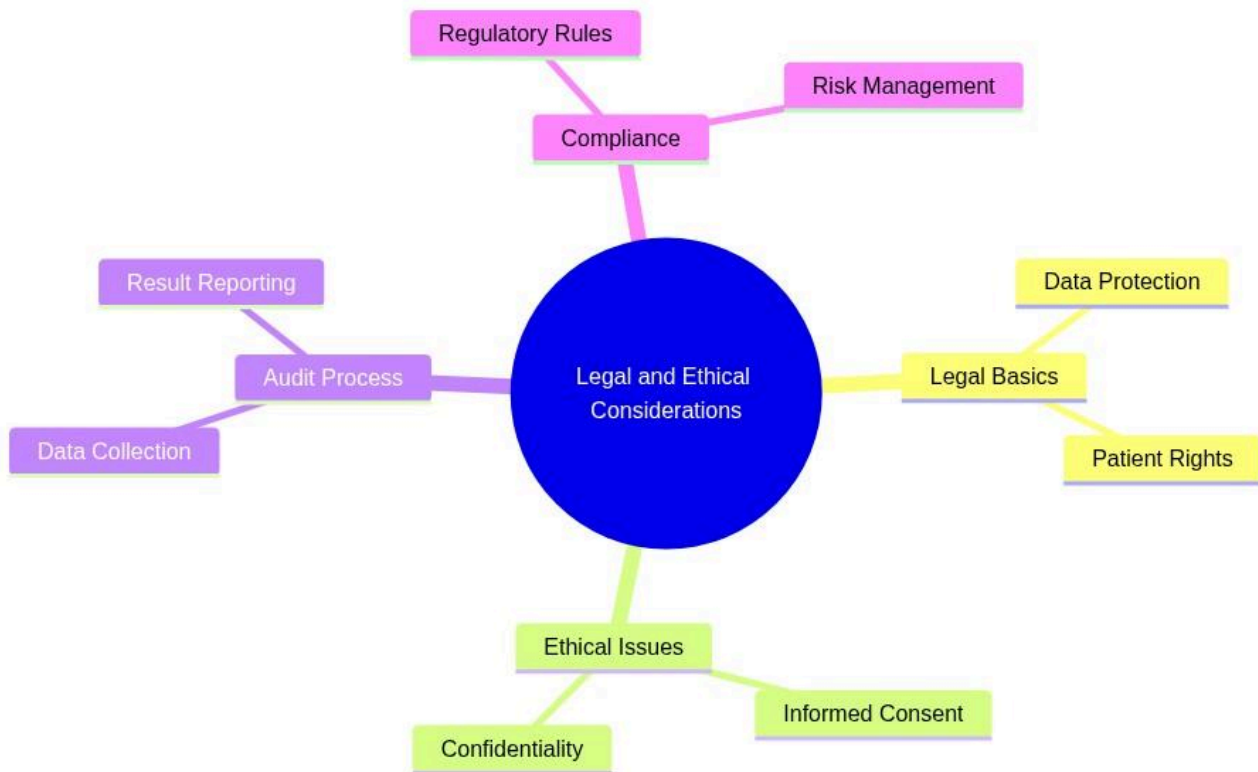 Regulatory Rules
Risk Management
Compliance
Result Reporting
Data Protection
Audit Process
Legal and Ethical
Considerations
Legal Basics
Data Collection
Patient Rights
Ethical Issues
Informed Consent
Confidentiality